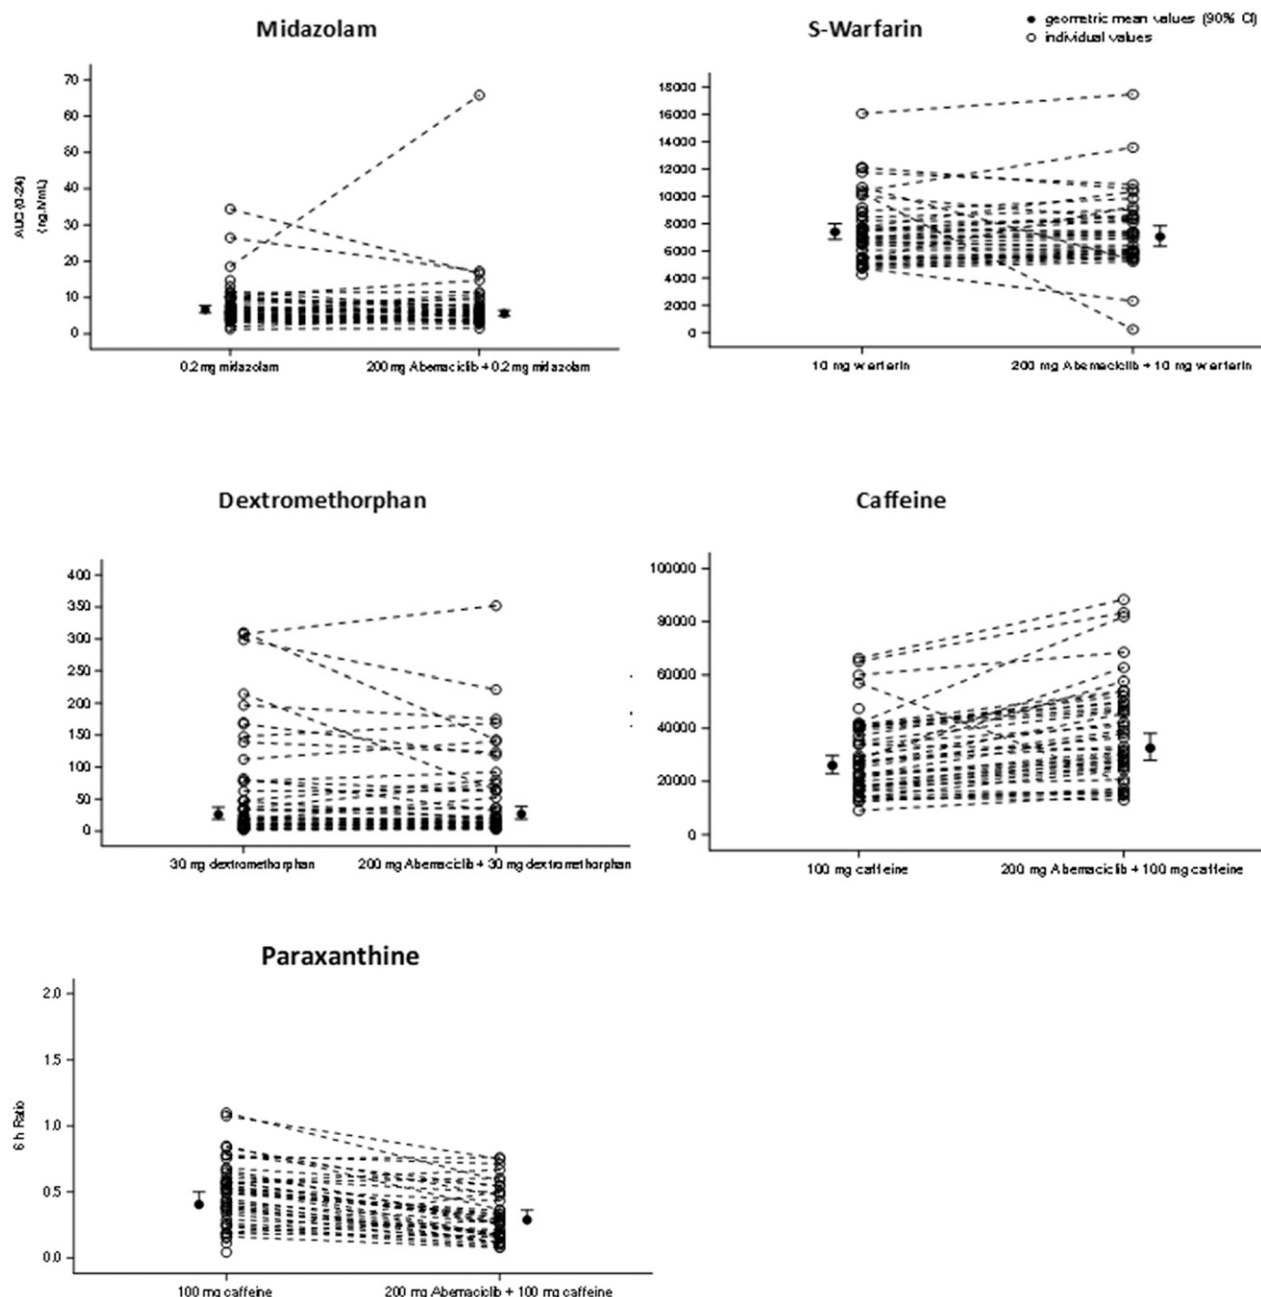 Midazolam
S-Warfarin
geometric mean values (90% CI)
individual values
AUC (0-24)
(ng.h/mL)
70
60
50
40
30
20
10
0
0.2 mg midazolam
200 mg Abemaciclib + 0.2 mg midazolam
18000
16000
14000
12000
10000
8000
6000
4000
2000
0
10 mg warfarin
200 mg Abemaciclib + 10 mg warfarin
Dextromethorphan
Caffeine
400
350
300
250
200
150
100
50
0
30 mg dextromethorphan
200 mg Abemaciclib + 30 mg dextromethorphan
100000
80000
60000
40000
20000
0
100 mg caffeine
200 mg Abemaciclib + 100 mg caffeine
Paraxanthine
6 h Ratio
2.0
1.5
1.0
0.5
0.0
100 mg caffeine
200 mg Abemaciclib + 100 mg caffeine